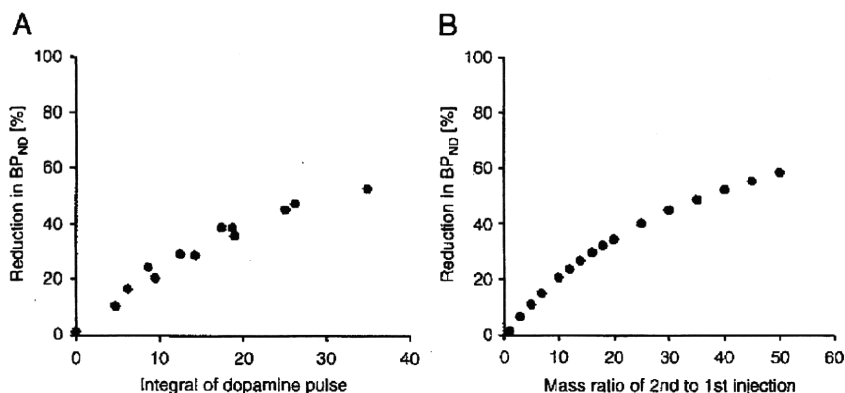 A
Reduction in BPND [%]
100
80
60
40
20
0
0 10 20 30 40
Integral of dopamine pulse
B
Reduction in BPND [%]
100
80
60
40
20
0
0 10 20 30 40 50 60
Mass ratio of 2nd to 1st injection